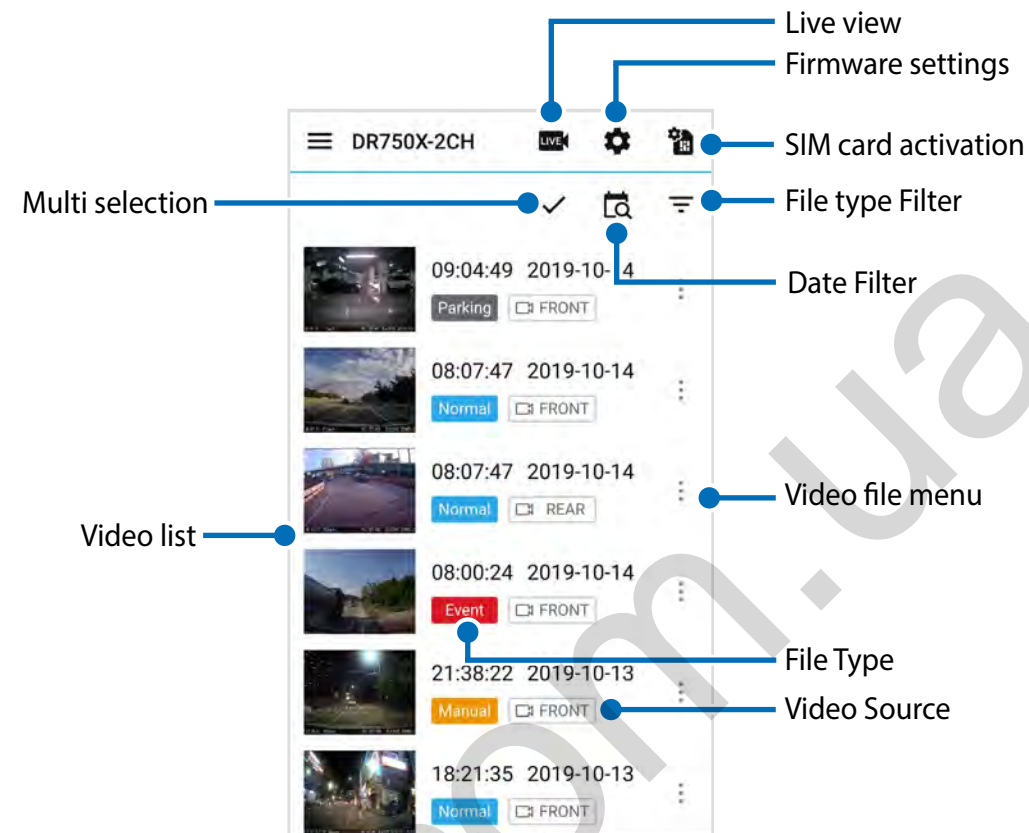 Live view
Firmware settings
DR750X-2CH
LIVE
SIM card activation
Multi selection
File type Filter
Date Filter
09:04:49 2019-10-14
Parking FRONT
08:07:47 2019-10-14
Normal FRONT
08:07:47 2019-10-14
Normal REAR
Video file menu
Video list
08:00:24 2019-10-14
Event FRONT
File Type
21:38:22 2019-10-13
Manual FRONT
Video Source
18:21:35 2019-10-13
Normal FRONT
om.ua